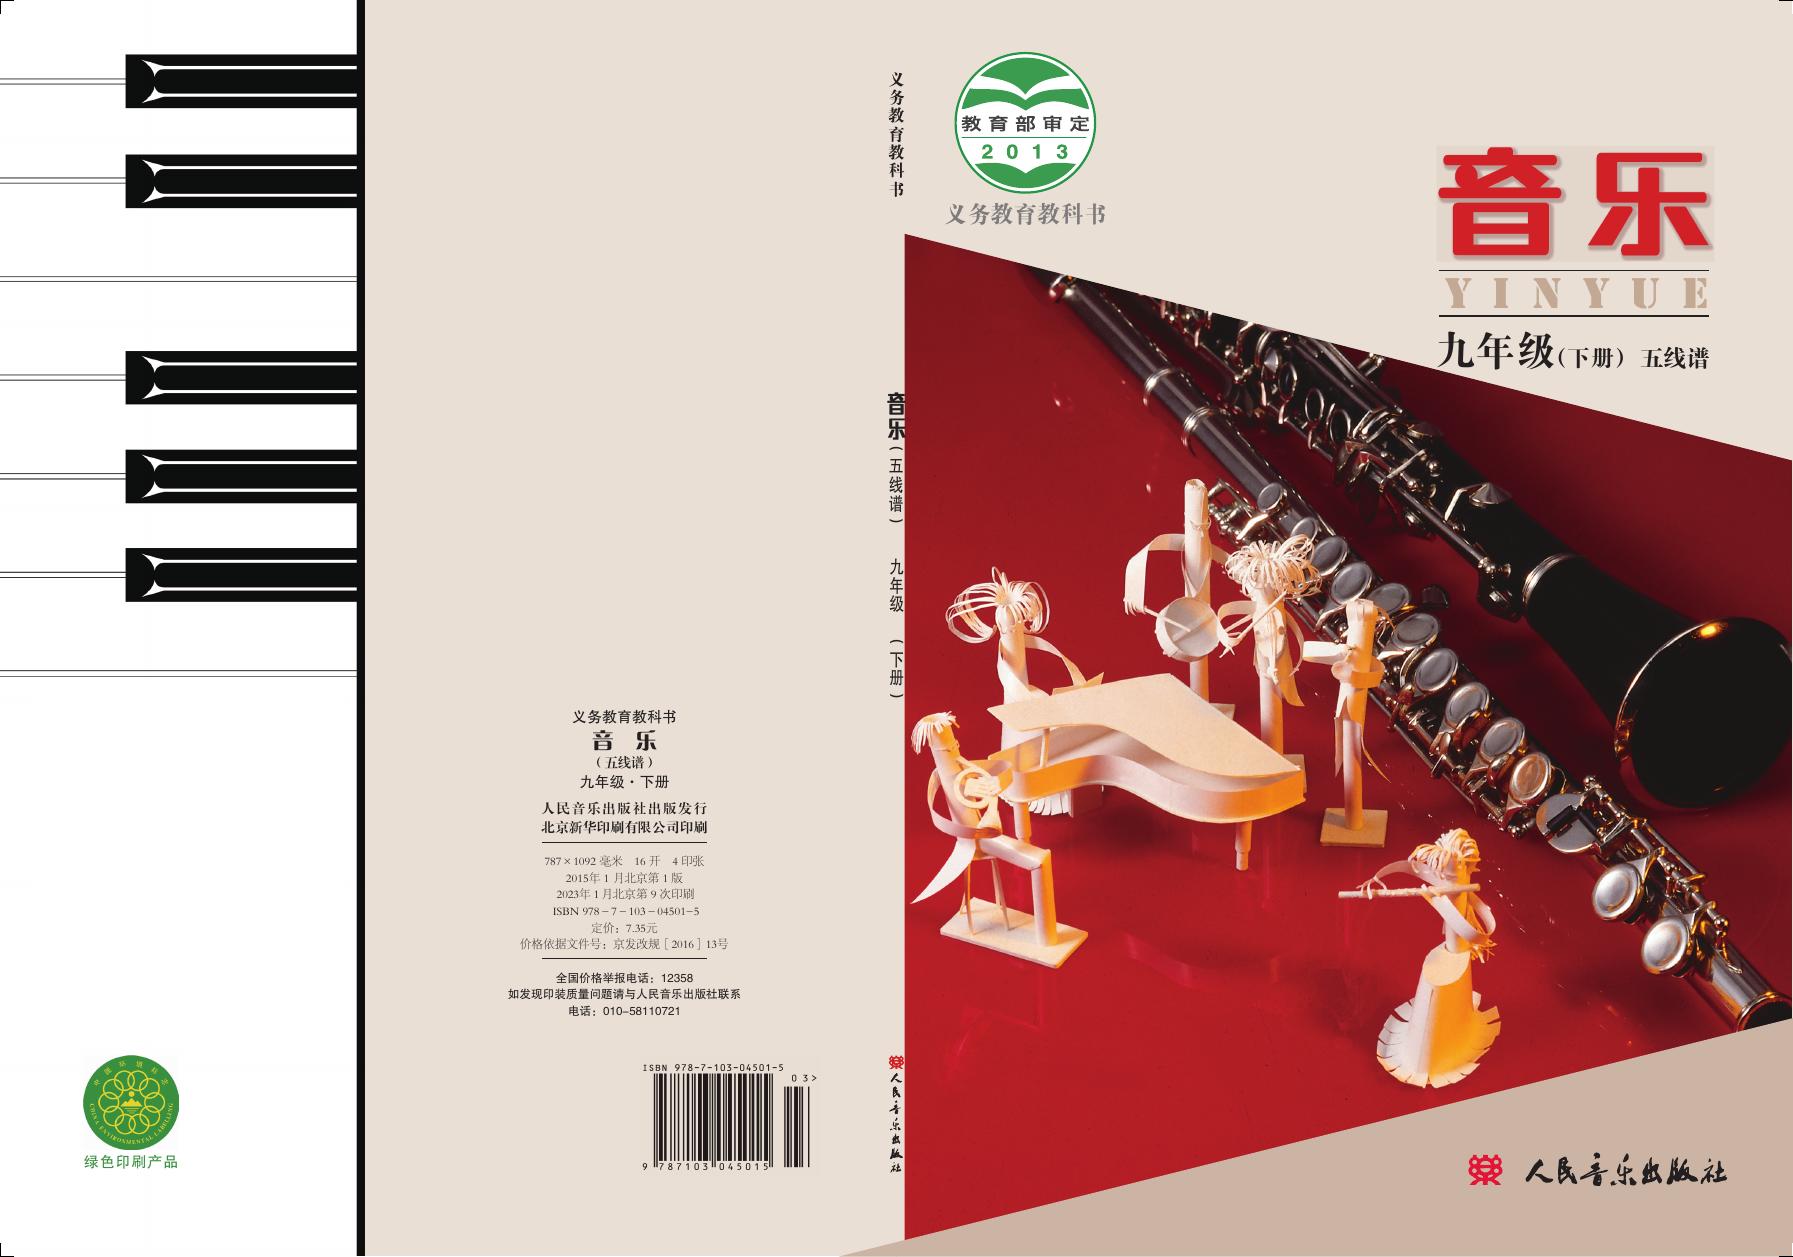 绿色印刷产品
中国环境标志
CHINA ENVIRONMENTAL LABELLING
义务教育教科书
音 乐
（五线谱）
九年级·下册
人民音乐出版社出版发行
北京新华印刷有限公司印刷
787×1092 毫米 16 开 4 印张
2015年 1 月北京第 1 版
2023年 1 月北京第 9 次印刷
ISBN 978-7-103-04501-5
定价：7.35元
价格依据文件号：京发改规［2016］13号
全国价格举报电话：12358
如发现印装质量问题请与人民音乐出版社联系
电话：010-58110721
ISBN 978-7-103-04501-5
03>
9 787103 045015
义务教育教科书
音乐（五线谱） 九年级 （下册）
人民音乐出版社
教育部审定
2013
义务教育教科书
音乐
YINYUE
九年级（下册） 五线谱
人民音乐出版社